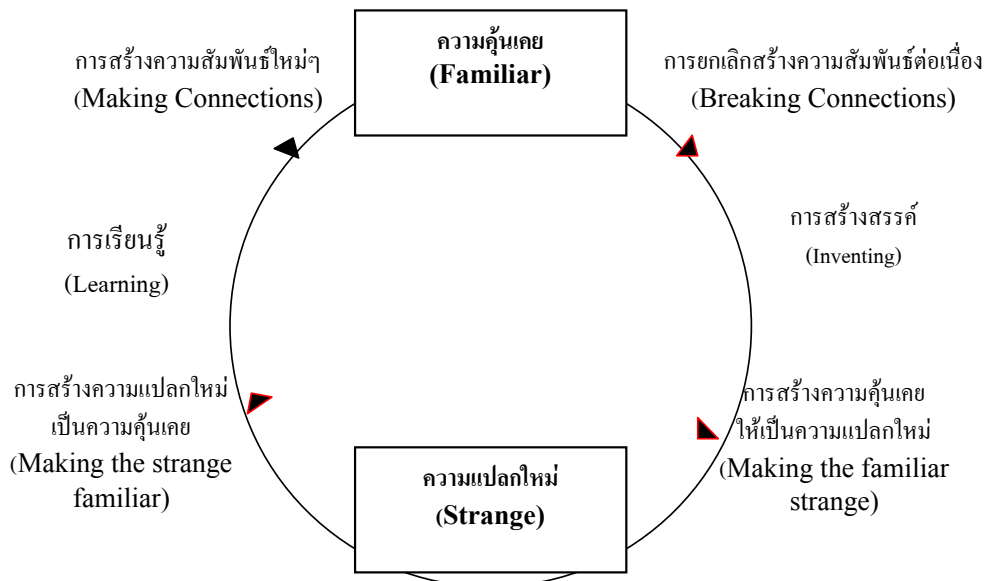 ความคุ้นเคย
(Familiar)
การสร้างความสัมพันธ์ใหม่ๆ
(Making Connections)
การยกเลิกสร้างความสัมพันธ์ต่อเนื่อง
(Breaking Connections)
การเรียนรู้
(Learning)
การสร้างสรรค์
(Inventing)
การสร้างความแปลกใหม่
เป็นความคุ้นเคย
(Making the strange
familiar)
การสร้างความคุ้นเคย
ให้เป็นความแปลกใหม่
(Making the familiar
strange)
ความแปลกใหม่
(Strange)